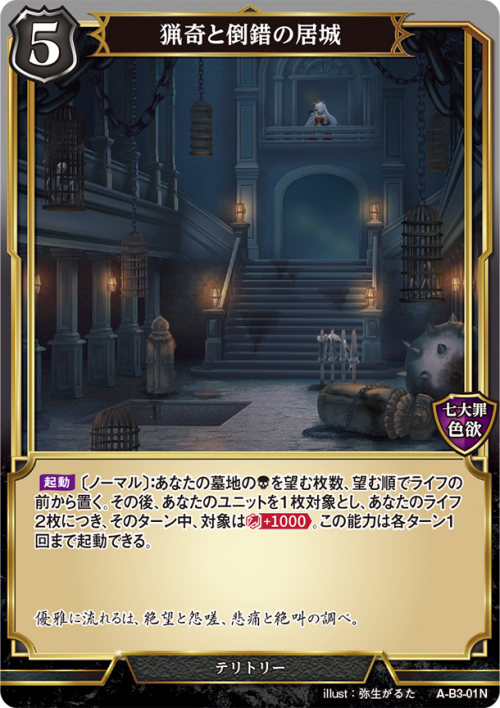 5
猟奇と倒錯の居城
七大罪
色欲
起動 〔ノーマル〕：あなたの墓地の💀を望む枚数、望む順でライフの
前から置く。その後、あなたのユニットを1枚対象とし、あなたのライフ
2枚につき、そのターン中、対象は+1000。この能力は各ターン1
回まで起動できる。
優雅に流れるは、絶望と怨嗟、悲痛と絶叫の調べ。
テリトリー
illust：弥生がるた A-B3-01N